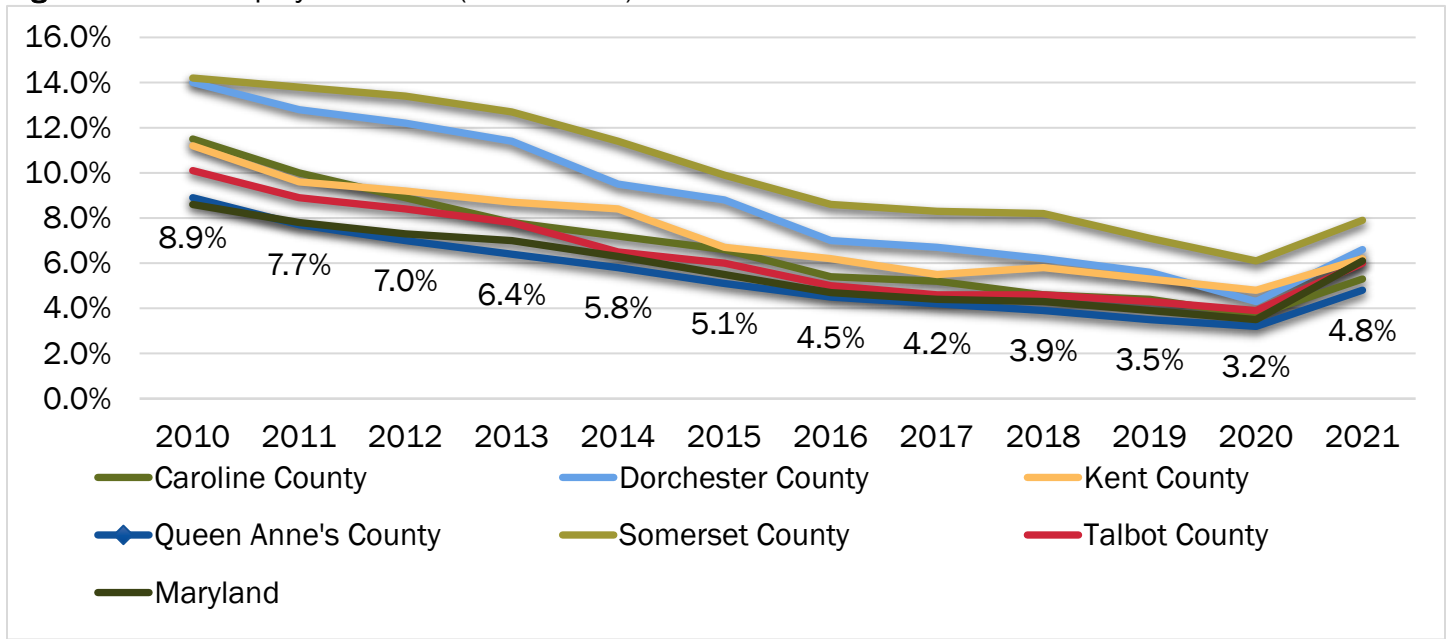 16.0%
14.0%
12.0%
10.0%
8.0%
6.0%
4.0%
2.0%
0.0%
8.9% 7.7% 7.0% 6.4% 5.8% 5.1% 4.5% 4.2% 3.9% 3.5% 3.2% 4.8%
2010 2011 2012 2013 2014 2015 2016 2017 2018 2019 2020 2021
Caroline County Dorchester County Kent County
Queen Anne's County Somerset County Talbot County
Maryland